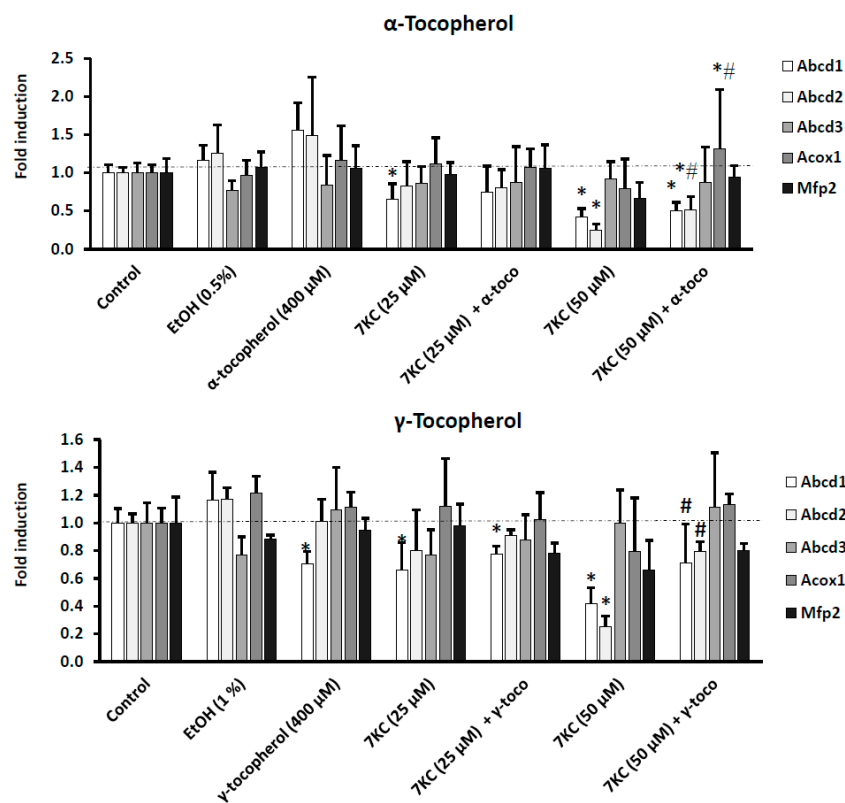 α-Tocopherol
Fold induction
2.5
2.0
1.5
1.0
0.5
0.0
*
* *
* *# *#
Abcd1
Abcd2
Abcd3
Acox1
Mfp2
Control
EtOH (0.5%)
α-tocopherol (400 μM)
7KC (25 μM)
7KC (25 μM) + α-toco
7KC (50 μM)
7KC (50 μM) + α-toco
γ-Tocopherol
Fold induction
1.6
1.4
1.2
1.0
0.8
0.6
0.4
0.2
0.0
*
*
*
* *
# #
Abcd1
Abcd2
Abcd3
Acox1
Mfp2
Control
EtOH (1 %)
γ-tocopherol (400 μM)
7KC (25 μM)
7KC (25 μM) + γ-toco
7KC (50 μM)
7KC (50 μM) + γ-toco